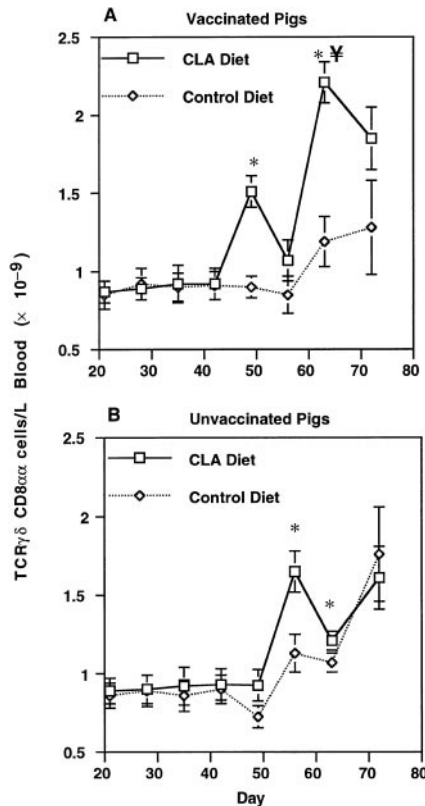 A
Vaccinated Pigs
2.5
CLA Diet
* ¥
Control Diet
2
*
1.5
1
0.5
20 30 40 50 60 70 80
TCRγδ CD8αα cells/L Blood (× 10⁻⁹)
B
Unvaccinated Pigs
2.5
CLA Diet
Control Diet
2
*
*
1.5
1
0.5
20 30 40 50 60 70 80
Day